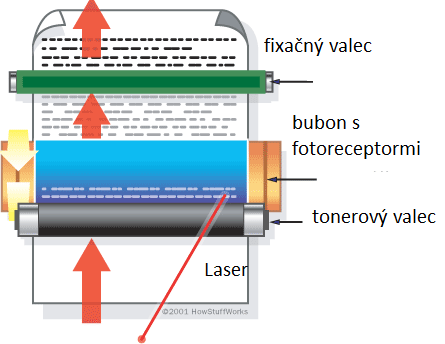 fixačný valec
bubon s
fotoreceptormi
tonerový valec
Laser
©2001 HowStuffWorks